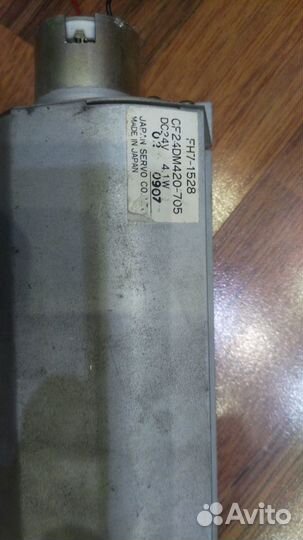 FH7-1528
CF24DM420-705
DC24V 4.1W
JAPAN SERVO CO.
MADE IN JAPAN
0907
Avito